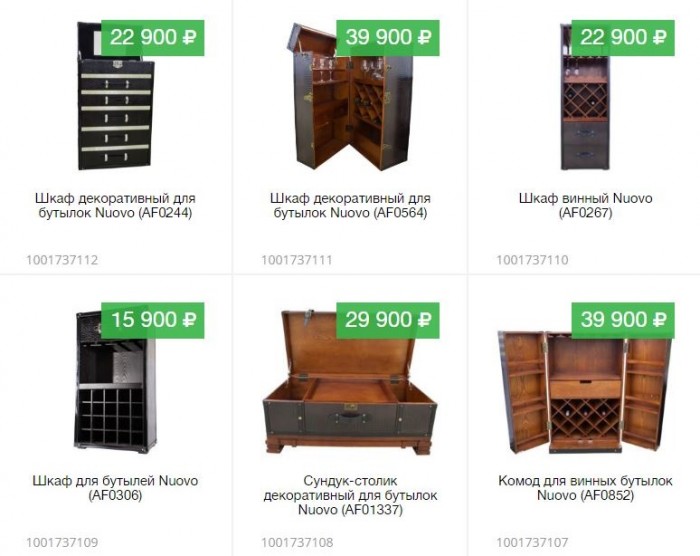 22 900 ₽
39 900 ₽
22 900 ₽
Шкаф декоративный для
бутылок Nuovo (AF0244)
Шкаф декоративный для
бутылок Nuovo (AF0564)
Шкаф винный Nuovo
(AF0267)
1001737112
1001737111
1001737110
15 900 ₽
29 900 ₽
39 900 ₽
Шкаф для бутылей Nuovo
(AF0306)
Сундук-столик
декоративный для бутылок
Nuovo (AF01337)
Комод для винных бутылок
Nuovo (AF0852)
1001737109
1001737108
1001737107